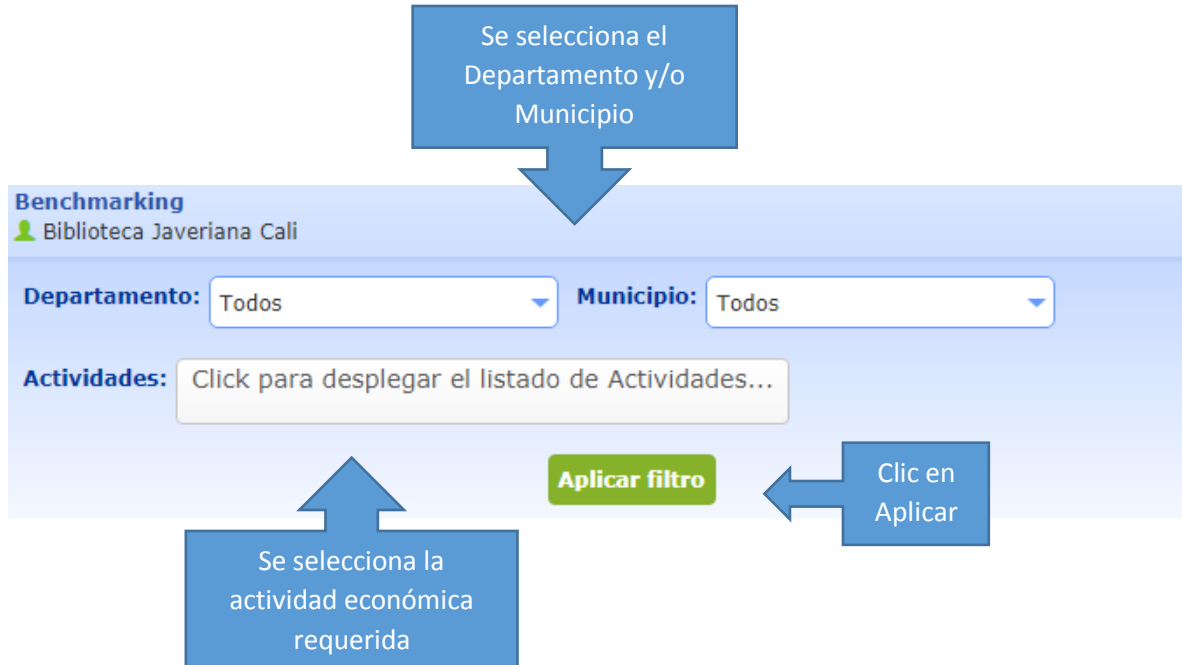 Se selecciona el
Departamento y/o
Municipio
Benchmarking
Biblioteca Javeriana Cali
Departamento: Todos Municipio: Todos
Actividades: Click para desplegar el listado de Actividades...
Aplicar filtro
Clic en
Aplicar
Se selecciona la
actividad económica
requerida